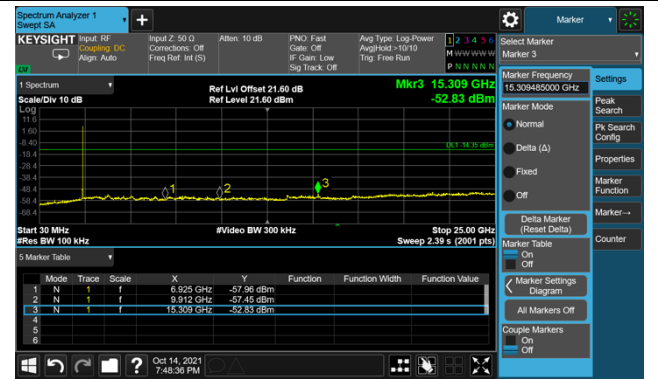 Spectrum Analyzer 1
Swept SA
Marker
KEYSIGHT
Input: RF
Coupling: DC
Align: Auto
Input Z: 50 Ω
Corrections: Off
Freq Ref: Int (S)
Atten: 10 dB
PNO: Fast
Gate: Off
IF Gain: Low
Sig Track: Off
Avg Type: Log-Power
Avg|Hold:>10/10
Trig: Free Run
1 2 3 4 5 6
M W W W W W
P N N N N N
Select Marker
Marker 3
1 Spectrum
Scale/Div 10 dB
Log
Ref Lvl Offset 21.60 dB
Ref Level 21.60 dBm
Mkr3 15.309 GHz
-52.83 dBm
11.6
1.60
-8.40
-18.4
-28.4
-38.4
-48.4
-58.4
-68.4
DL1 -14.35 dBm
1
2
3
Start 30 MHz
#Res BW 100 kHz
#Video BW 300 kHz
Stop 25.00 GHz
Sweep 2.39 s (2001 pts)
5 Marker Table
Mode Trace Scale X Y Function Function Width Function Value
1 N 1 f 6.925 GHz -57.96 dBm
2 N 1 f 9.912 GHz -57.45 dBm
3 N 1 f 15.309 GHz -52.83 dBm
4
5
6
Marker Frequency
15.309485000 GHz
Marker Mode
Normal
Delta (Δ)
Fixed
Off
Delta Marker
(Reset Delta)
Marker Table
On
Off
Marker Settings
Diagram
All Markers Off
Couple Markers
On
Off
Settings
Peak
Search
Pk Search
Config
Properties
Marker
Function
Marker→
Counter
?
Oct 14, 2021
7:48:36 PM